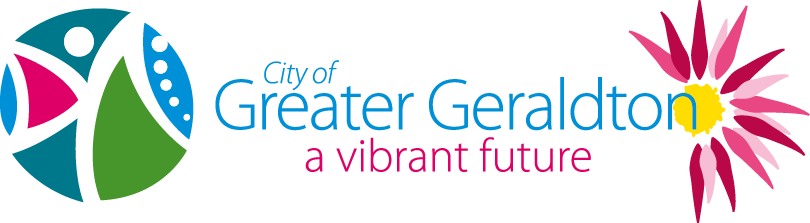 City of
Greater Geraldton
a vibrant future